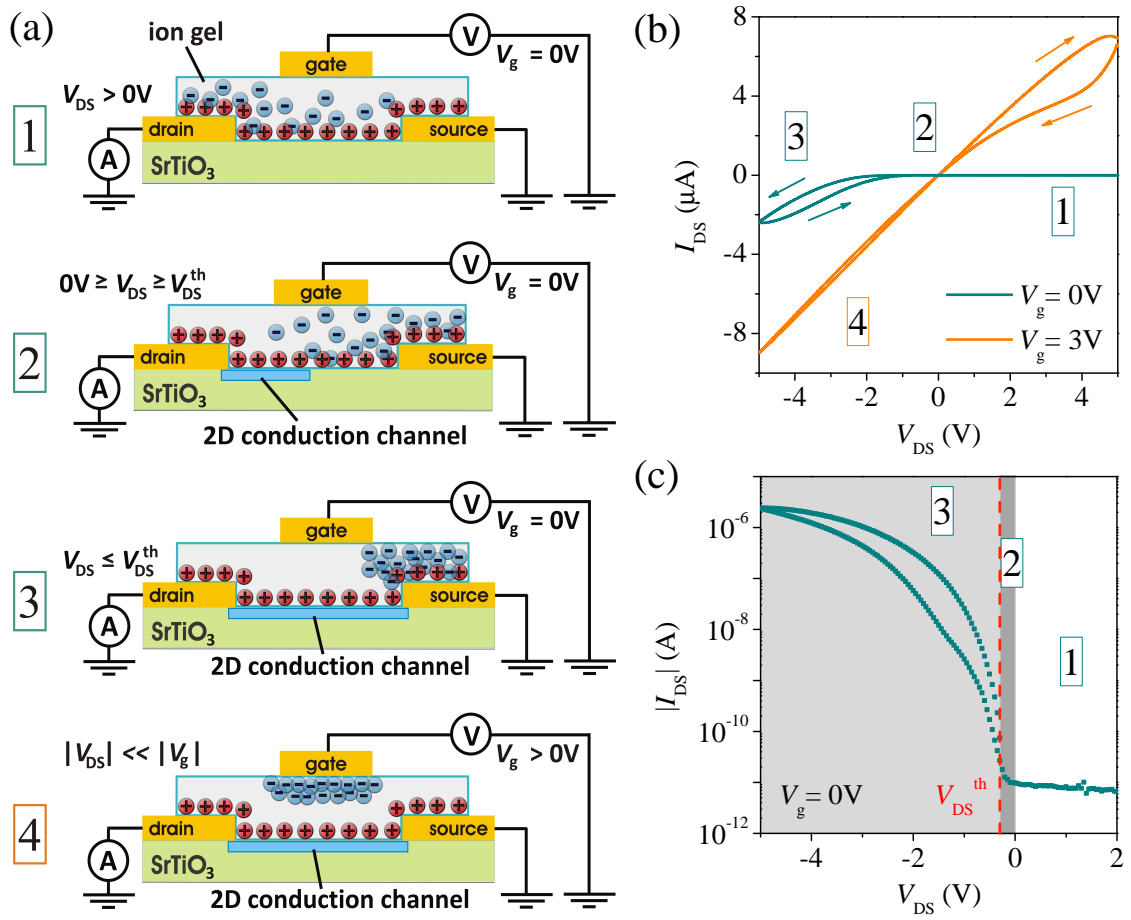 (a)
ion gel
V
V_g = 0V
gate
V_DS > 0V
1
drain
source
A
SrTiO₃
V
V_g = 0V
gate
0V ≥ V_DS ≥ V_DS^th
2
drain
source
A
SrTiO₃
2D conduction channel
V
V_g = 0V
gate
V_DS ≤ V_DS^th
3
drain
source
A
SrTiO₃
2D conduction channel
V
V_g > 0V
gate
|V_DS| << |V_g|
4
drain
source
A
SrTiO₃
2D conduction channel
(b)
8
4
0
-4
-8
I_DS (μA)
3
2
1
4
V_g = 0V
V_g = 3V
-4 -2 0 2 4
V_DS (V)
(c)
10⁻⁶
10⁻⁸
10⁻¹⁰
10⁻¹²
|I_DS| (A)
3
2
1
V_g = 0V
V_DS^th
-4 -2 0 2
V_DS (V)